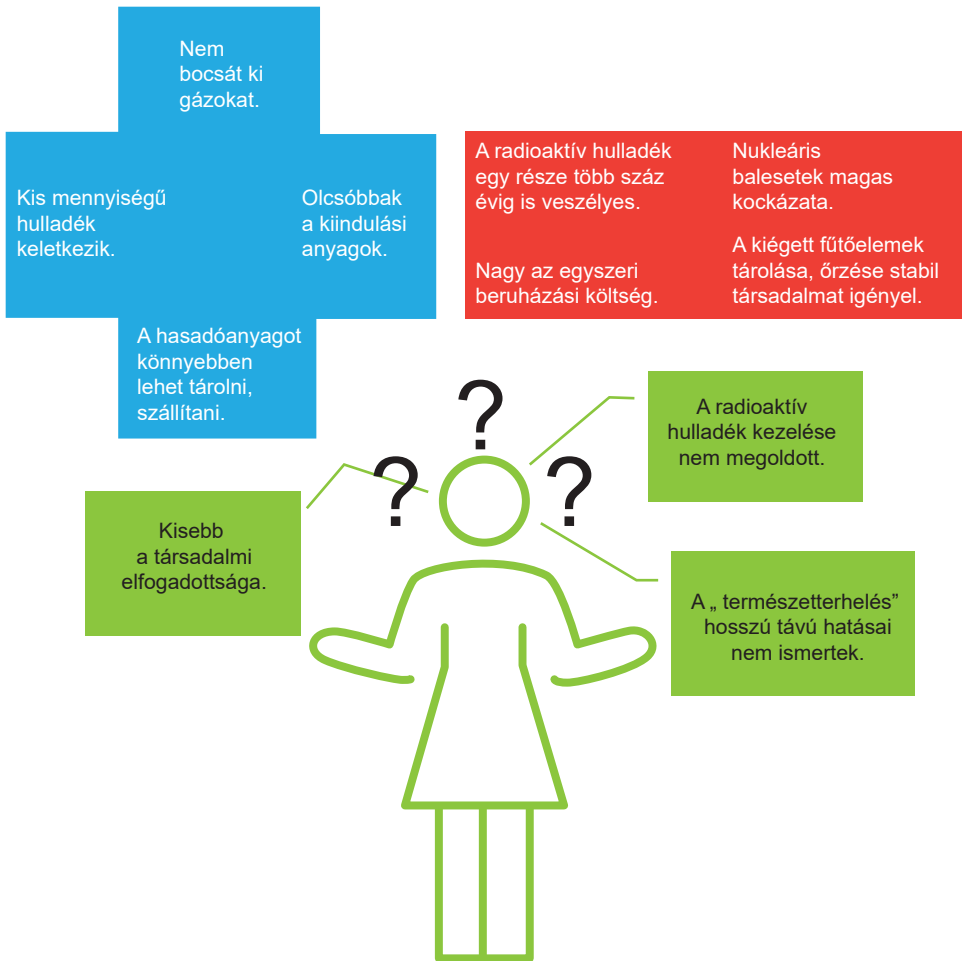 Nem
bocsát ki
gázokat.
Kis mennyiségű
hulladék
keletkezik.
Olcsóbbak
a kiindulási
anyagok.
A hasadóanyagot
könnyebben
lehet tárolni,
szállítani.
A radioaktív hulladék
egy része több száz
évig is veszélyes.
Nukleáris
balesetek magas
kockázata.
Nagy az egyszeri
beruházási költség.
A kiégett fűtőelemek
tárolása, őrzése stabil
társadalmat igényel.
?
?
?
A radioaktív
hulladék kezelése
nem megoldott.
Kisebb
a társadalmi
elfogadottsága.
A „ természetterhelés”
hosszú távú hatásai
nem ismertek.